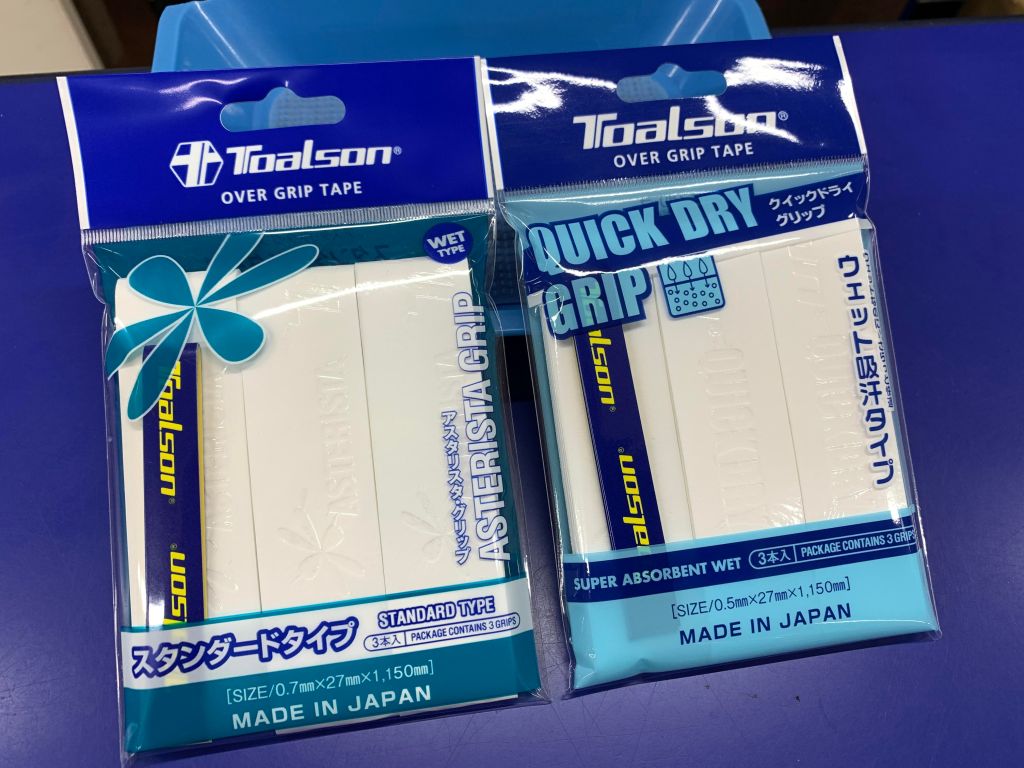 Toalson®
OVER GRIP TAPE
WET
TYPE
ASTERISTA GRIP
アスタリスタ・グリップ
Toalson®
ASTERISTA
スタンダードタイプ
STANDARD TYPE
3本入 PACKAGE CONTAINS 3 GRIPS
[SIZE/0.7mm×27mm×1,150mm]
MADE IN JAPAN
Toalson®
OVER GRIP TAPE
QUICK DRY
GRIP
クイックドライ
グリップ
ウェット吸汗タイプ
alson®
alson®
SUPER ABSORBENT WET
3本入 PACKAGE CONTAINS 3 GRIPS
[SIZE/0.5mm×27mm×1,150mm]
MADE IN JAPAN